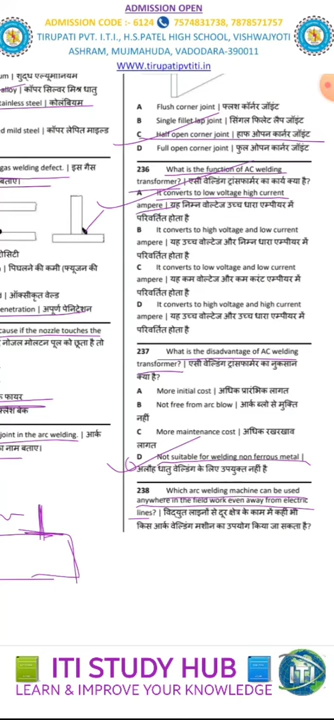 ADMISSION OPEN
ADMISSION CODE :- 6124 7574831738, 7878571757
TIRUPATI PVT. I.T.I., H.S.PATEL HIGH SCHOOL, VISHWAJYOTI
ASHRAM, MUJMAHUDA, VADODARA-390011
WWW.tirupatipvtiti.in
um | शुद्ध एल्यूमीनियम
alloy | कॉपर सिल्वर मिश्र धातु
tainless steel | कोलंबियम
d mild steel | कॉपर लेपित माइल्ड
gas welding defect. | इस गैस
बताए।
ोसिटी
| पिघलने की कमी (फ्यूजन की
| ऑक्सीकृत वेल्ड
enetration | अपूर्ण पेनिट्रेशन
cause if the nozzle touches the
नोजल मोल्टन पूल को छूता है तो
क फायर
फ्लैश बैक
joint in the arc welding. | आर्क
का नाम बताए।
A Flush corner joint | फ्लश कॉर्नर जॉइंट
B Single fillet lap joint | सिंगल फिलेट लैप जॉइंट
C Half open corner joint | हाफ ओपन कार्नर जॉइंट
D Full open corner joint | फुल ओपन कार्नर जॉइंट
236 What is the function of AC welding
transformer? | एसी वेल्डिंग ट्रांसफार्मर का कार्य क्या है?
A It converts to low voltage high current
ampere | यह निम्न वोल्टेज उच्च धारा एम्पीयर में
परिवर्तित होता है
B It converts to high voltage and low current
ampere | यह उच्च वोल्टेज और निम्न धारा एम्पीयर में
परिवर्तित होता है
C It converts to low voltage and low current
ampere | यह कम वोल्टेज और कम करंट एम्पीयर में
परिवर्तित होता है
D It converts to high voltage and high current
ampere | यह उच्च वोल्टेज और उच्च धारा एम्पीयर में
परिवर्तित होता है
237 What is the disadvantage of AC welding
transformer? | एसी वेल्डिंग ट्रांसफार्मर का नुकसान
क्या है?
A More initial cost | अधिक प्रारंभिक लागत
B Not free from arc blow | आर्क ब्लो से मुक्ति
नहीं
C More maintenance cost | अधिक रखरखाव
लागत
D Not suitable for welding non ferrous metal |
अलौह धातु वेल्डिंग के लिए उपयुक्त नहीं है
238 Which arc welding machine can be used
anywhere in the field work even away from electric
lines? | विद्युत लाइनों से दूर क्षेत्र के काम में कहीं भी
किस आर्क वेल्डिंग मशीन का उपयोग किया जा सकता है?
ITI STUDY HUB
LEARN & IMPROVE YOUR KNOWLEDGE
ITI